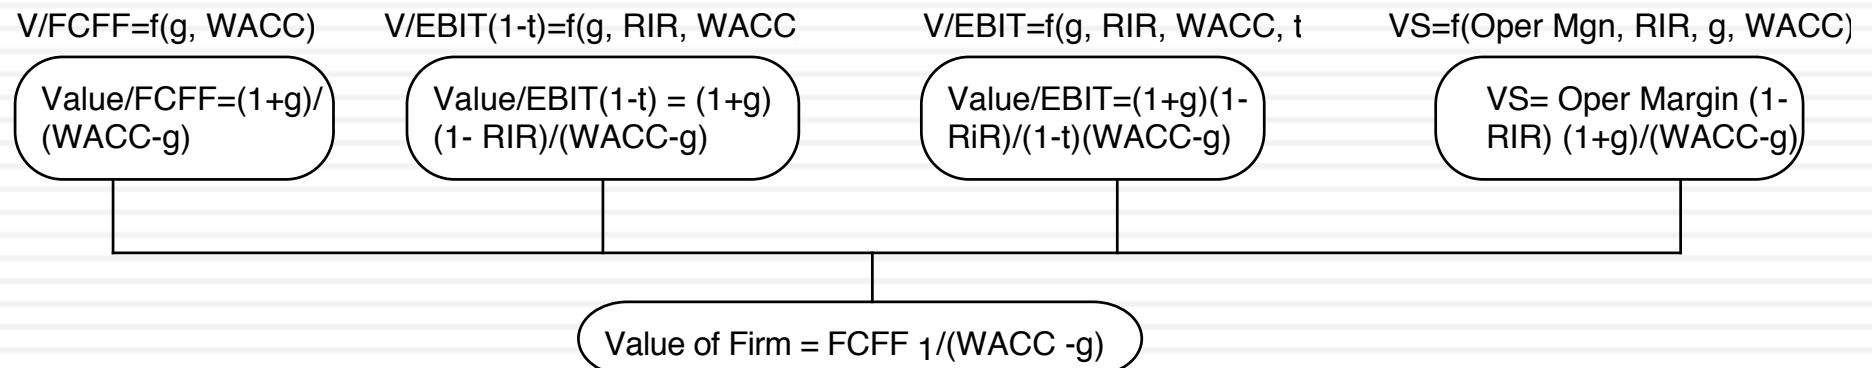 V/FCFF=f(g, WACC)
V/EBIT(1-t)=f(g, RIR, WACC
V/EBIT=f(g, RIR, WACC, t
VS=f(Oper Mgn, RIR, g, WACC)
Value/FCFF=(1+g)/
(WACC-g)
Value/EBIT(1-t) = (1+g)
(1- RIR)/(WACC-g)
Value/EBIT=(1+g)(1-
RiR)/(1-t)(WACC-g)
VS= Oper Margin (1-
RIR) (1+g)/(WACC-g)
Value of Firm = FCFF 1/(WACC -g)